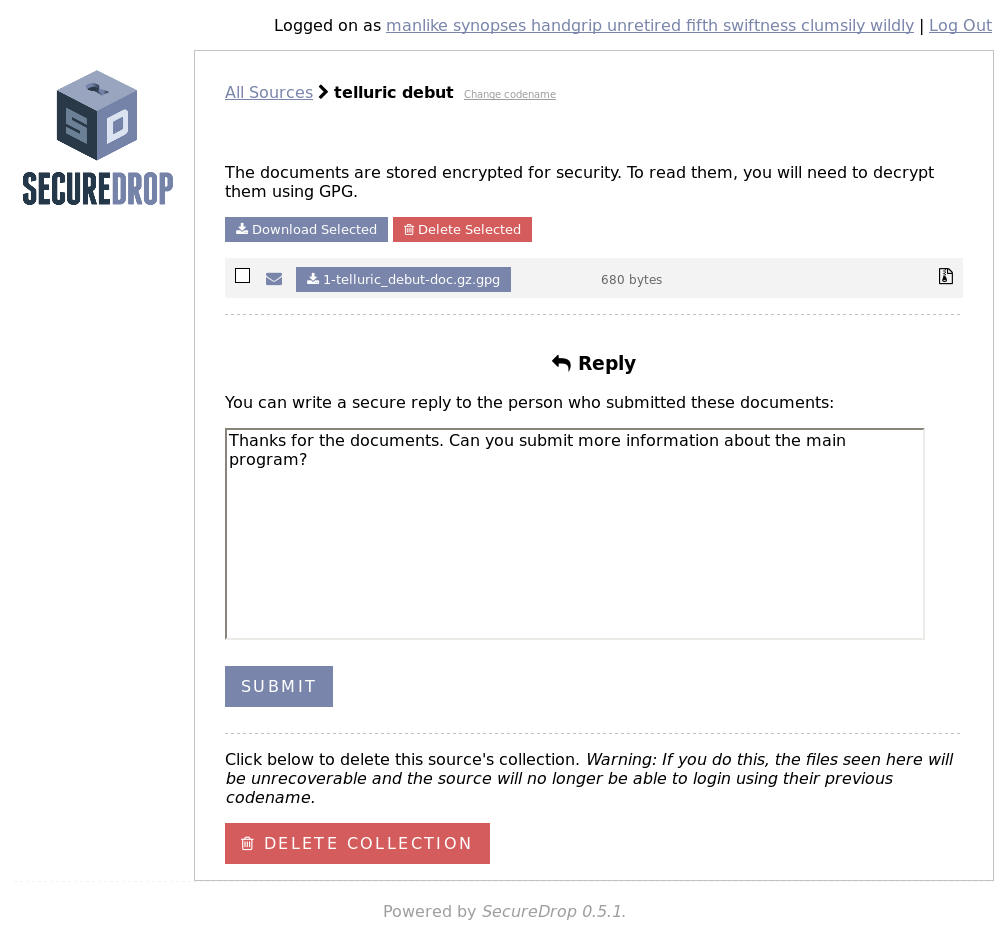 Logged on as manlike synopses handgrip unretired fifth swiftness clumsily wildly | Log Out
SECUREDROP
All Sources telluric debut Change codename
The documents are stored encrypted for security. To read them, you will need to decrypt
them using GPG.
Download Selected Delete Selected
1-telluric_debut-doc.gz.gpg 680 bytes
Reply
You can write a secure reply to the person who submitted these documents:
Thanks for the documents. Can you submit more information about the main
program?
SUBMIT
Click below to delete this source's collection. Warning: If you do this, the files seen here will
be unrecoverable and the source will no longer be able to login using their previous
codename.
DELETE COLLECTION
Powered by SecureDrop 0.5.1.